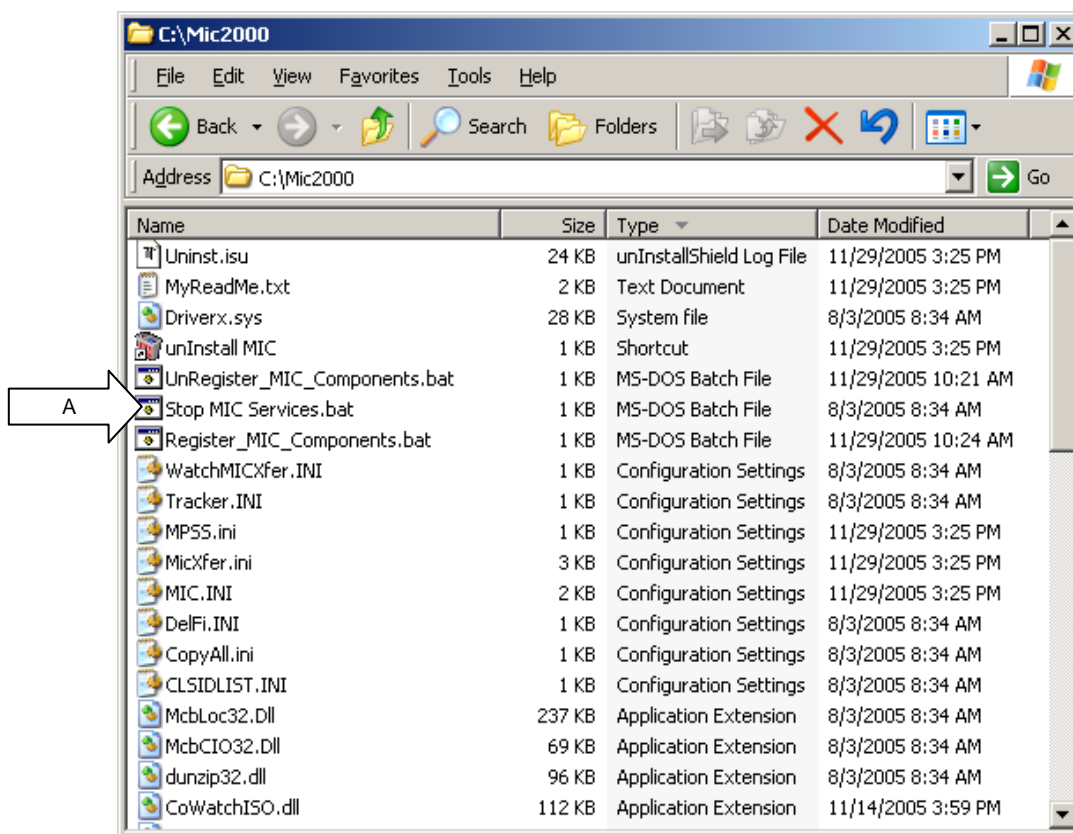 C:\Mic2000
File Edit View Favorites Tools Help
Back Search Folders
Address C:\Mic2000 Go
Name Size Type Date Modified
Uninst.isu 24 KB unInstallShield Log File 11/29/2005 3:25 PM
MyReadMe.txt 2 KB Text Document 11/29/2005 3:25 PM
Driverx.sys 28 KB System file 8/3/2005 8:34 AM
unInstall MIC 1 KB Shortcut 11/29/2005 3:25 PM
UnRegister_MIC_Components.bat 1 KB MS-DOS Batch File 11/29/2005 10:21 AM
A Stop MIC Services.bat 1 KB MS-DOS Batch File 8/3/2005 8:34 AM
Register_MIC_Components.bat 1 KB MS-DOS Batch File 11/29/2005 10:24 AM
WatchMICXfer.INI 1 KB Configuration Settings 8/3/2005 8:34 AM
Tracker.INI 1 KB Configuration Settings 8/3/2005 8:34 AM
MPSS.ini 1 KB Configuration Settings 11/29/2005 3:25 PM
MicXfer.ini 3 KB Configuration Settings 11/29/2005 3:25 PM
MIC.INI 2 KB Configuration Settings 11/29/2005 3:25 PM
DelFi.INI 1 KB Configuration Settings 8/3/2005 8:34 AM
CopyAll.ini 1 KB Configuration Settings 8/3/2005 8:34 AM
CLSIDLIST.INI 1 KB Configuration Settings 8/3/2005 8:34 AM
McbLoc32.Dll 237 KB Application Extension 8/3/2005 8:34 AM
McbCIO32.Dll 69 KB Application Extension 8/3/2005 8:34 AM
dunzip32.dll 96 KB Application Extension 8/3/2005 8:34 AM
CoWatchISO.dll 112 KB Application Extension 11/14/2005 3:59 PM